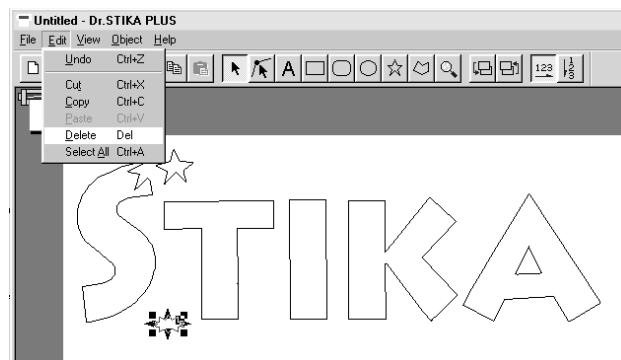 Untitled - Dr.STIKA PLUS
File Edit View Object Help
Undo Ctrl+Z
Cut Ctrl+X
Copy Ctrl+C
Paste Ctrl+V
Delete Del
Select All Ctrl+A
A 123 123
STIKA